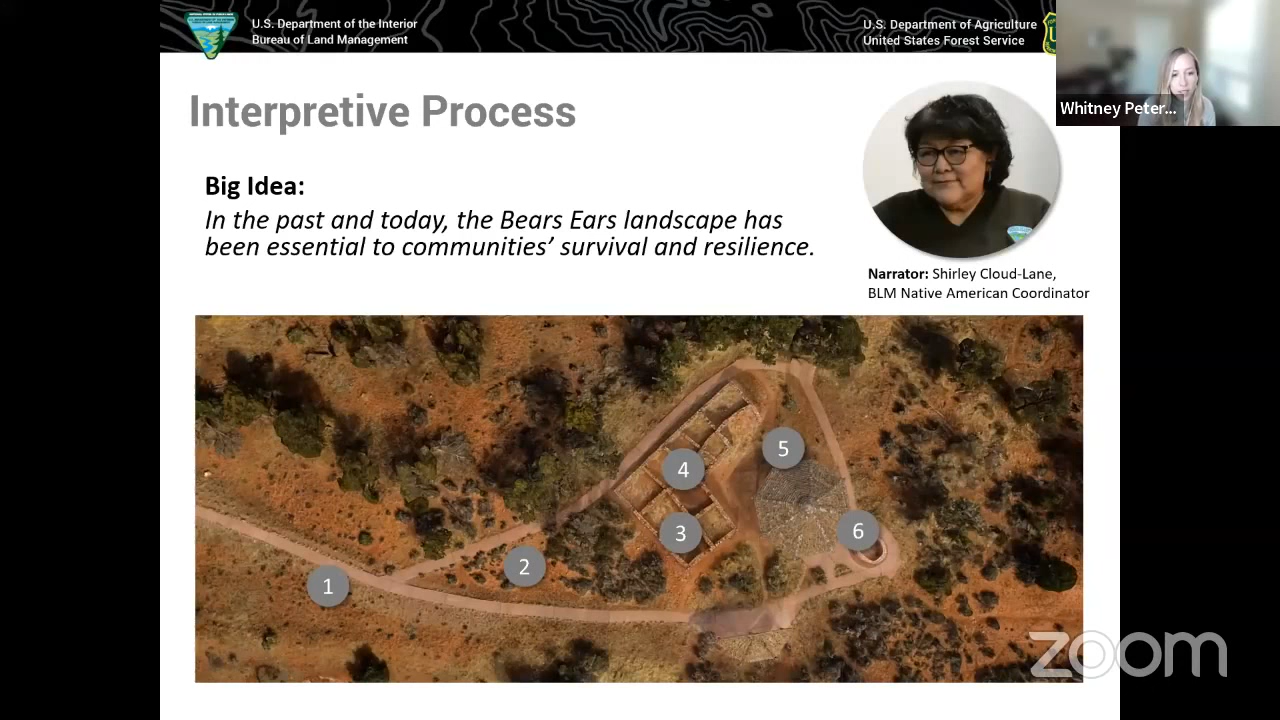 U.S. Department of the Interior
Bureau of Land Management
U.S. Department of Agriculture
United States Forest Service
Whitney Peter...
Interpretive Process
Big Idea:
In the past and today, the Bears Ears landscape has
been essential to communities’ survival and resilience.
Narrator: Shirley Cloud-Lane,
BLM Native American Coordinator
5
4
6
3
2
1
zoom